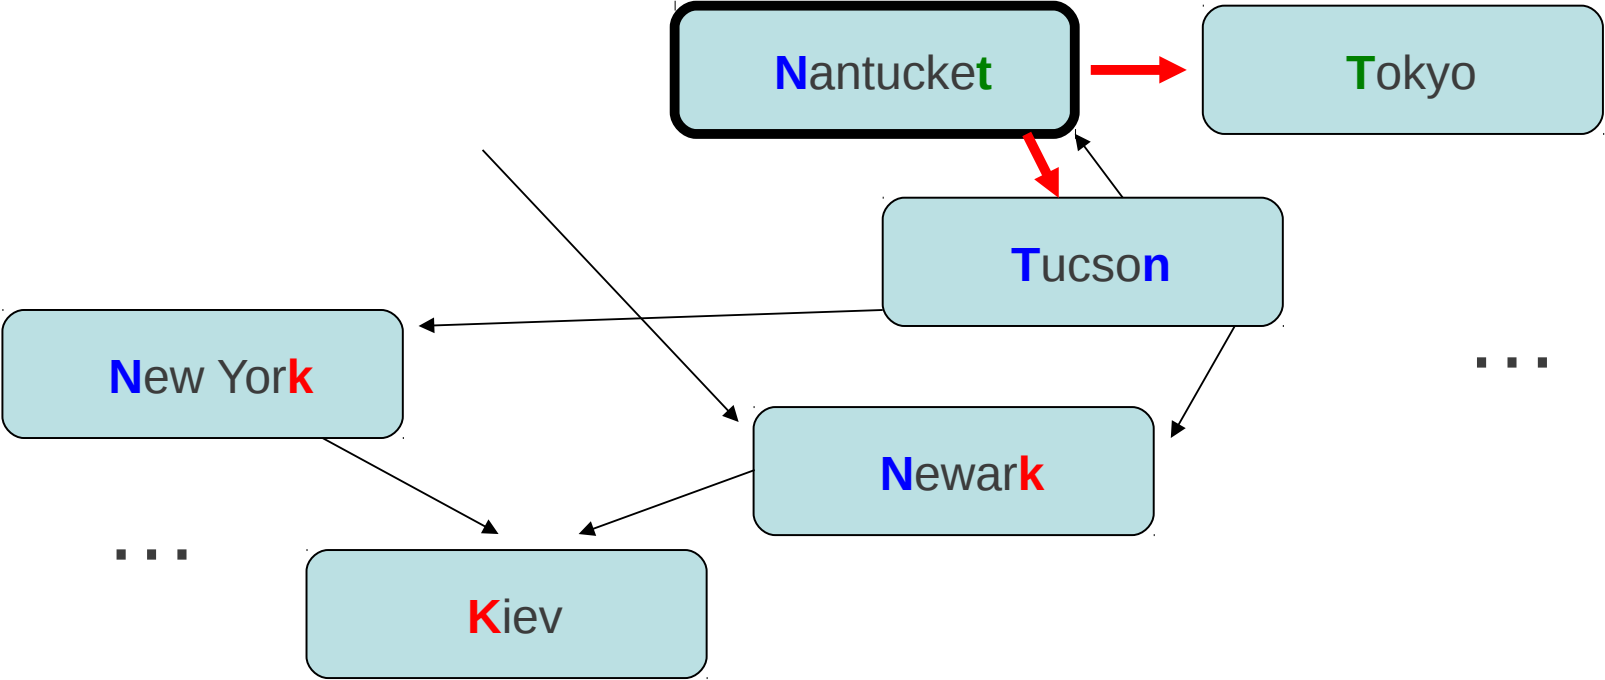 Nantucket
Tokyo
Tucson
New York
...
Newark
...
Kiev